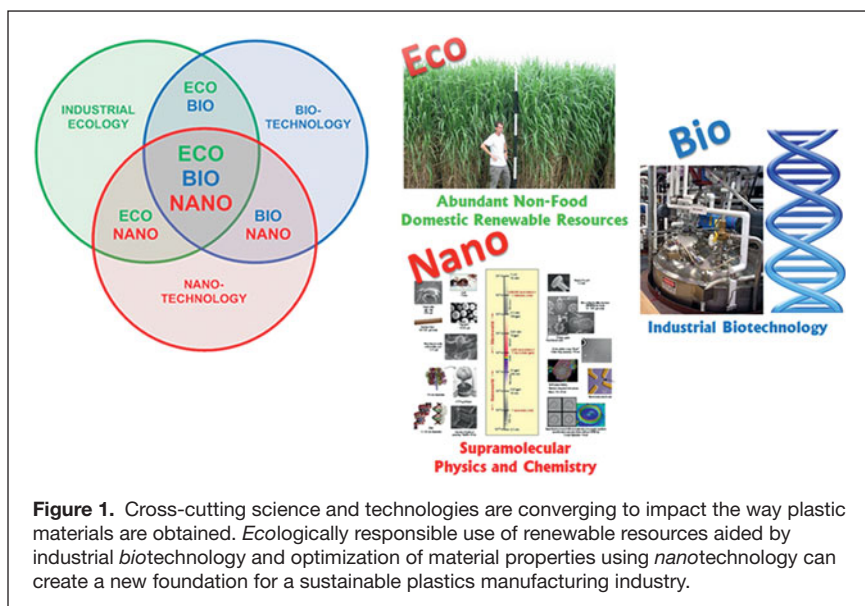 ECO
BIO
INDUSTRIAL
ECOLOGY
BIO-
TECHNOLOGY
ECO
BIO
NANO
ECO
NANO
BIO
NANO
NANO-
TECHNOLOGY
Eco
Abundant Non-Food
Domestic Renewable Resources
Bio
Industrial Biotechnology
Nano
Supramolecular
Physics and Chemistry
Figure 1. Cross-cutting science and technologies are converging to impact the way plastic
materials are obtained. Ecologically responsible use of renewable resources aided by
industrial biotechnology and optimization of material properties using nanotechnology can
create a new foundation for a sustainable plastics manufacturing industry.